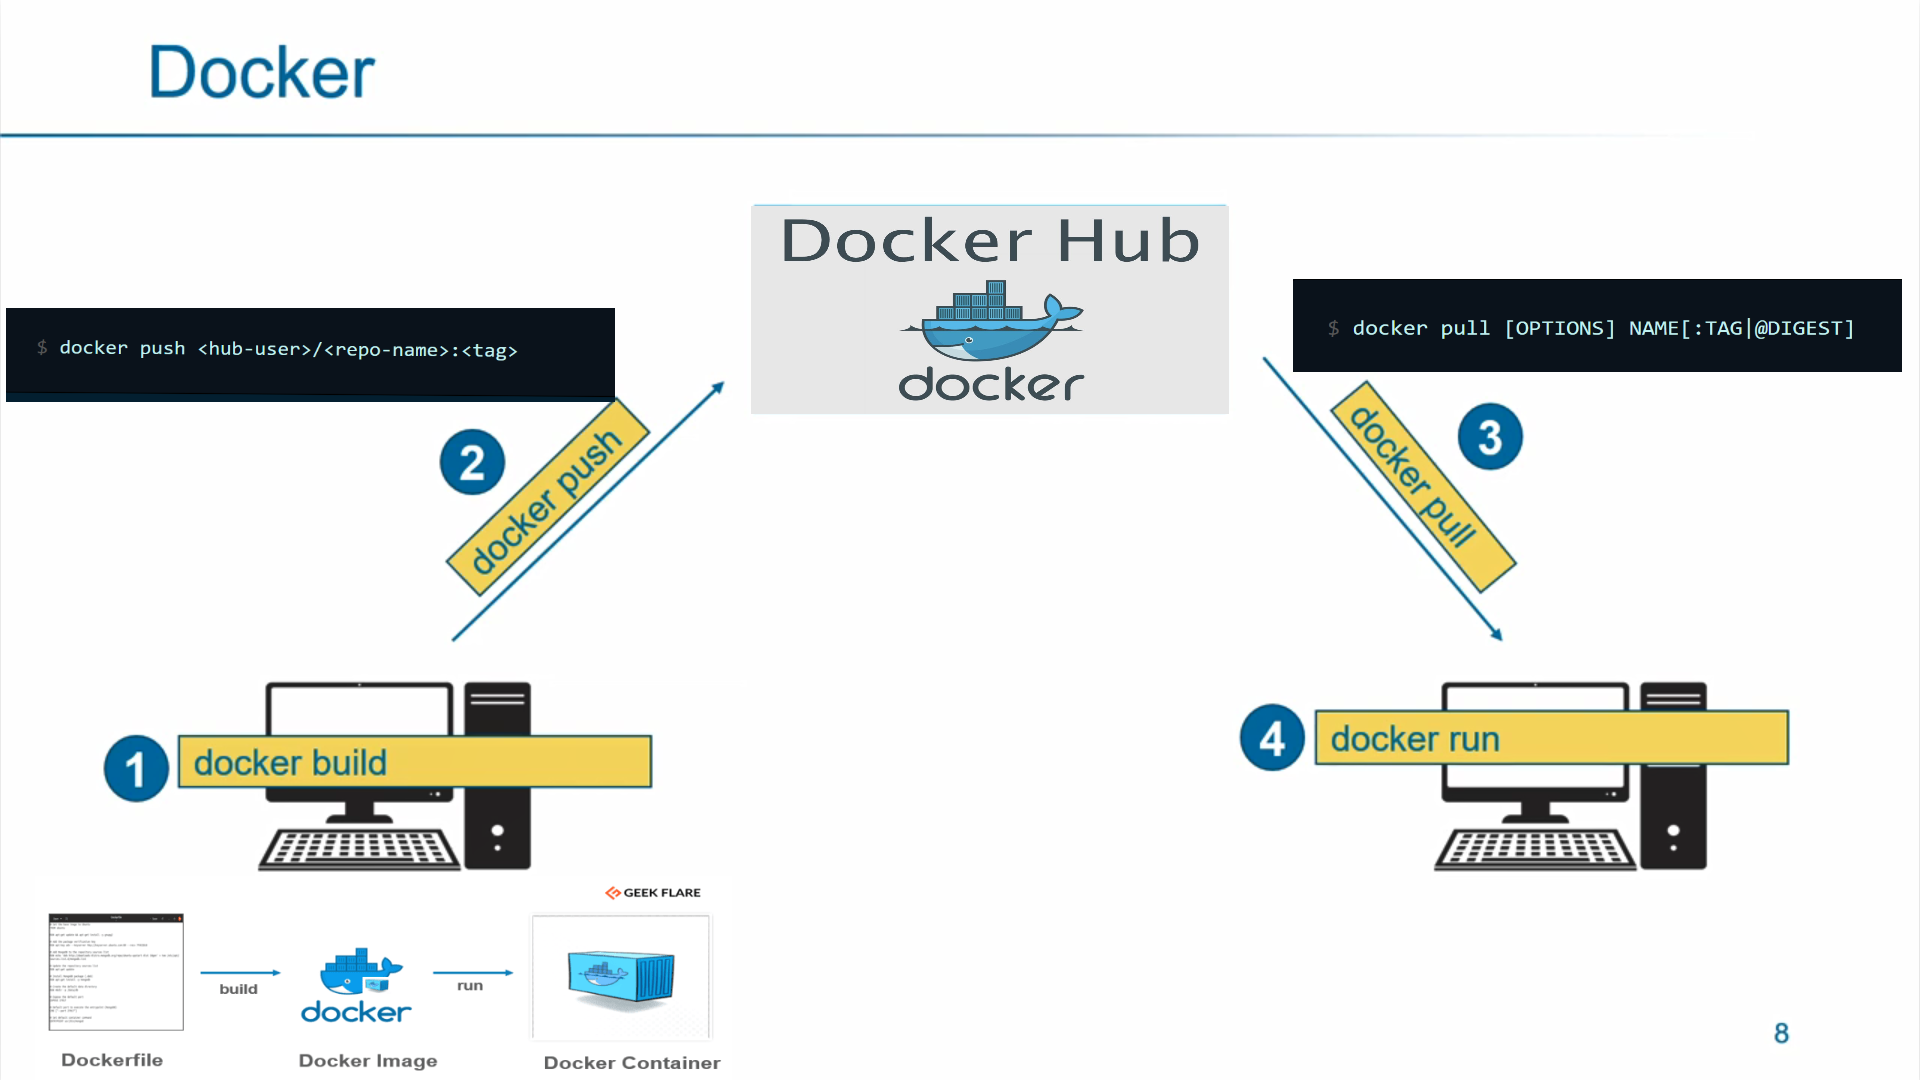 Docker
Docker Hub
docker
$ docker push <hub-user>/<repo-name>:<tag>
$ docker pull [OPTIONS] NAME[:TAG|@DIGEST]
2
docker push
3
docker pull
1
docker build
4
docker run
GEEK FLARE
build
docker
run
Dockerfile
Docker Image
Docker Container
8